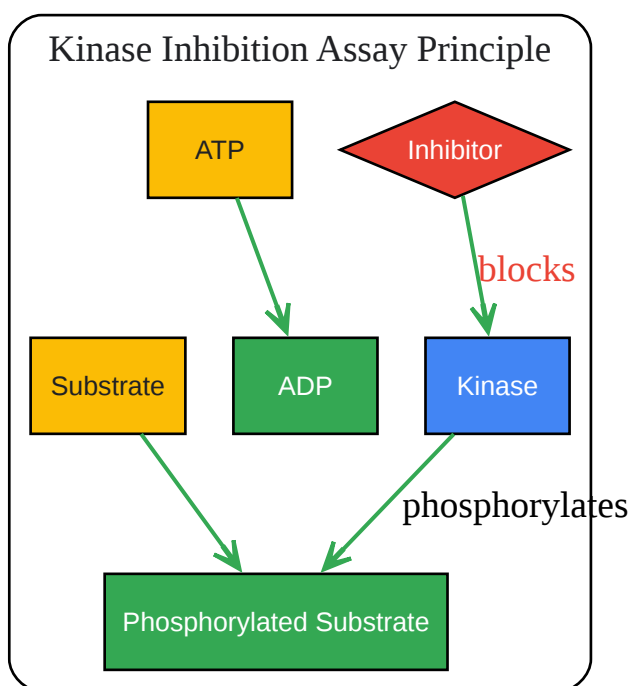 Kinase Inhibition Assay Principle
ATP
Inhibitor
blocks
Substrate
ADP
Kinase
phosphorylates
Phosphorylated Substrate